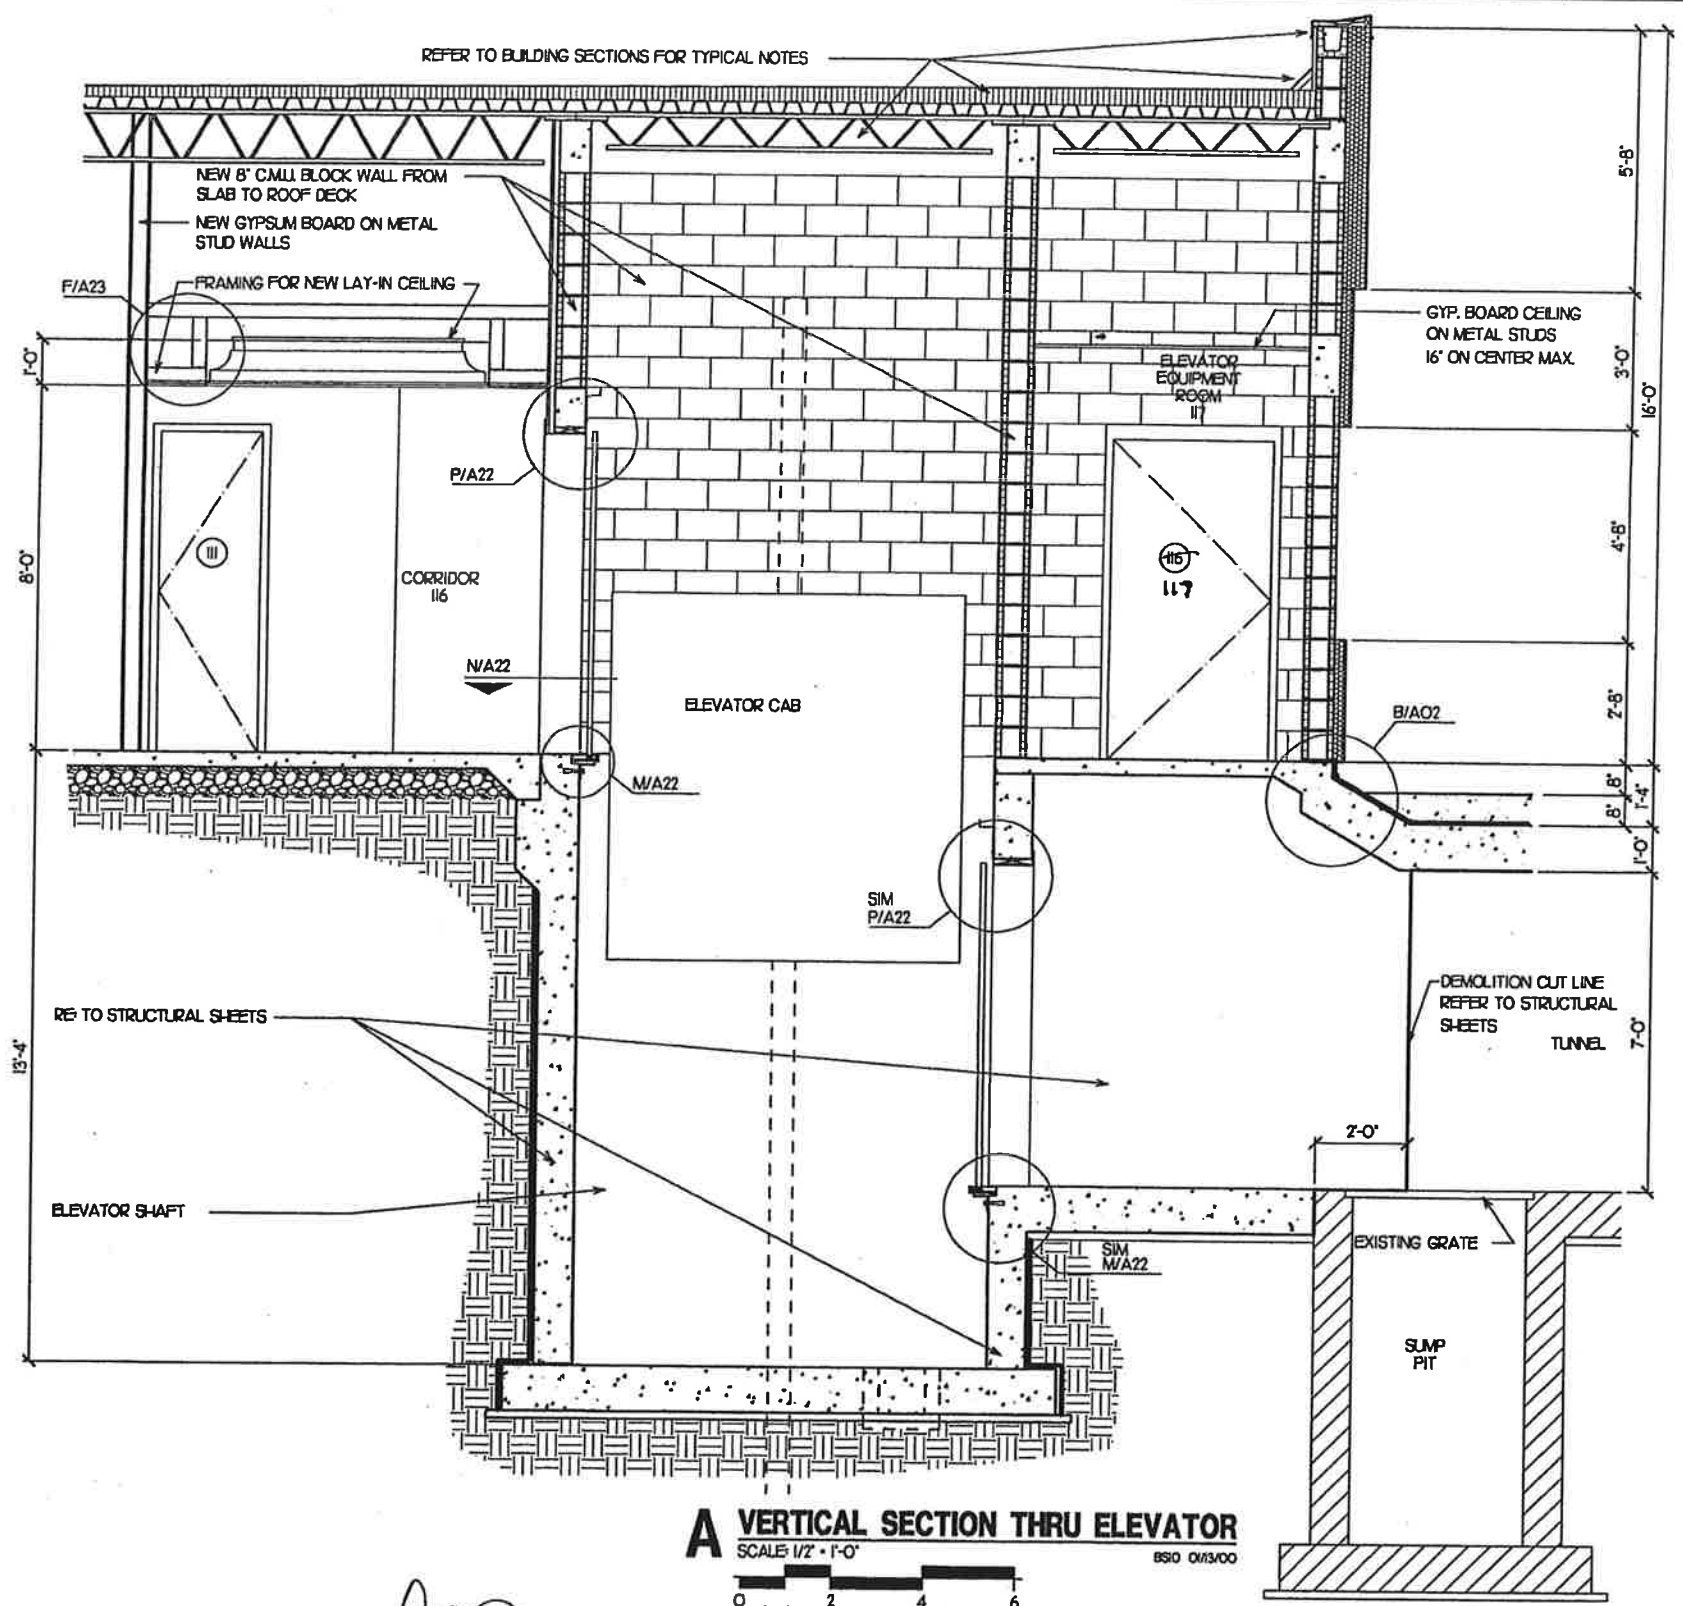 REFER TO BUILDING SECTIONS FOR TYPICAL NOTES
NEW 8" C.M.U. BLOCK WALL FROM
SLAB TO ROOF DECK
NEW GYPSUM BOARD ON METAL
STUD WALLS
F/A23
FRAMING FOR NEW LAY-IN CEILING
1'-0"
8'-0"
13'-4"
111
CORRIDOR
116
P/A22
N/A22
M/A22
ELEVATOR CAB
ELEVATOR
EQUIPMENT
ROOM
117
GYP. BOARD CEILING
ON METAL STUDS
16" ON CENTER MAX.
5'-8"
3'-0"
16'-0"
4'-8"
2'-8"
8"
8"
1'-4"
1'-0"
7'-0"
116
117
B/A02
SIM
P/A22
DEMOLITION CUT LINE
REFER TO STRUCTURAL
SHEETS
TUNNEL
2'-0"
RE: TO STRUCTURAL SHEETS
ELEVATOR SHAFT
SIM
M/A22
EXISTING GRATE
SUMP
PIT
A VERTICAL SECTION THRU ELEVATOR
SCALE: 1/2" = 1'-0"
BS10 01/13/00
0 2 4 6